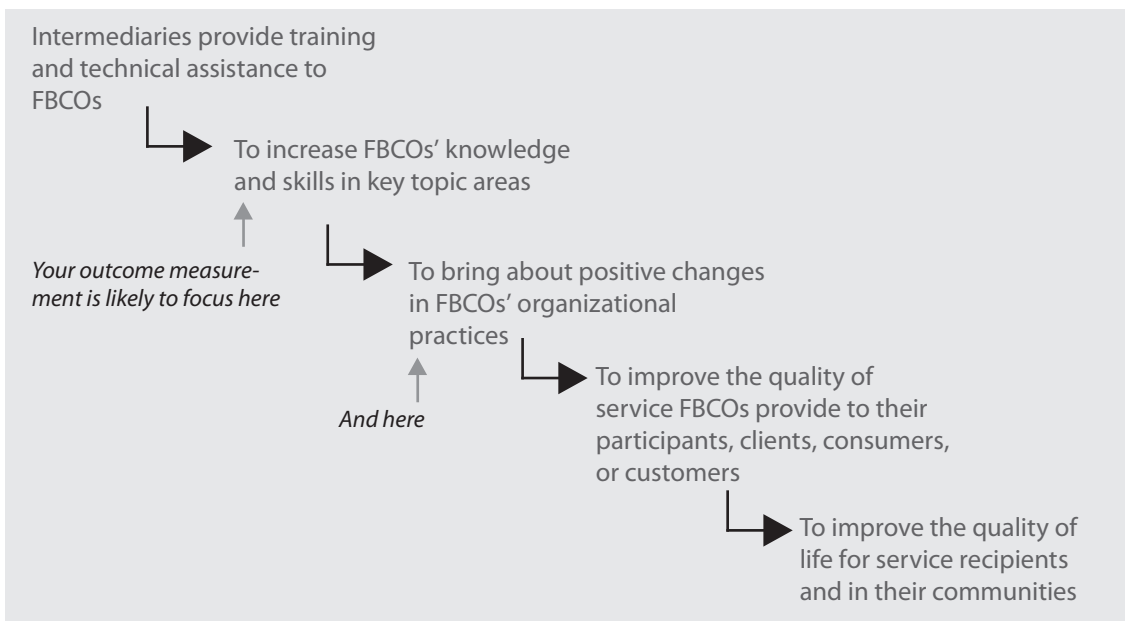 Intermediaries provide training
and technical assistance to
FBCOs
To increase FBCOs’ knowledge
and skills in key topic areas
Your outcome measure-
ment is likely to focus here
To bring about positive changes
in FBCOs’ organizational
practices
And here
To improve the quality of
service FBCOs provide to their
participants, clients, consumers,
or customers
To improve the quality of
life for service recipients
and in their communities